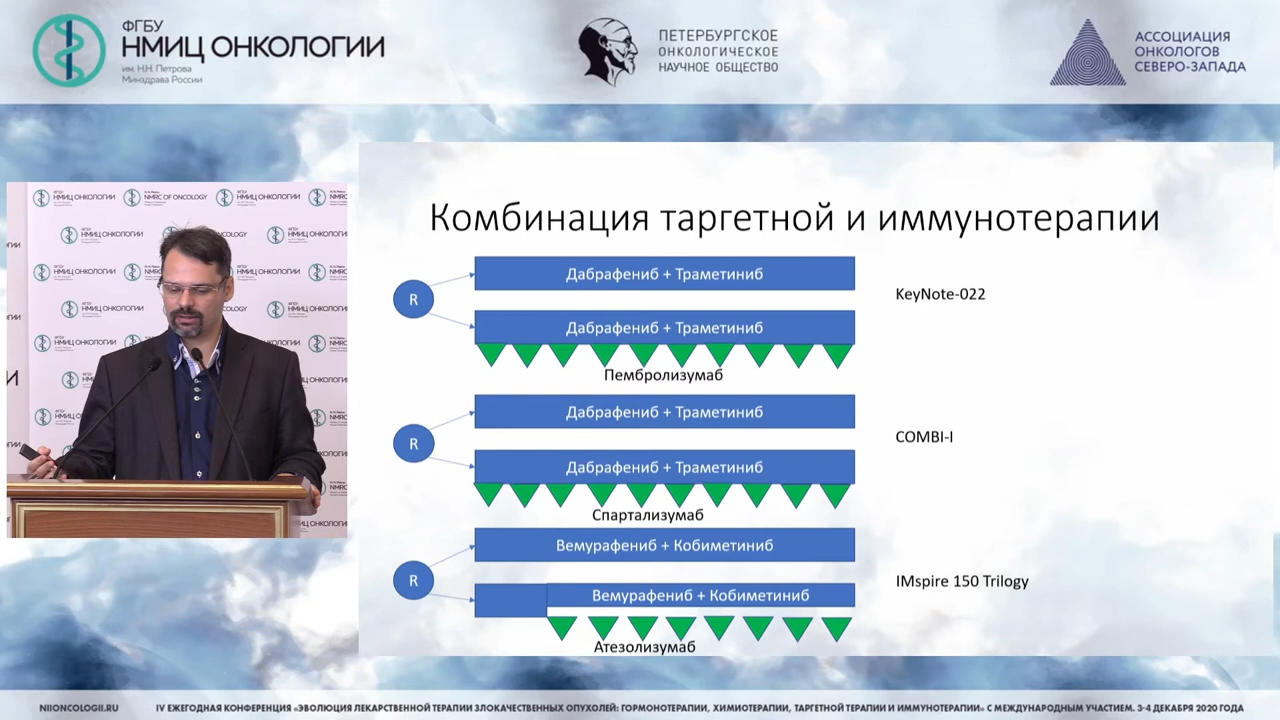 ФГБУ
НМИЦ ОНКОЛОГИИ
им. Н.Н. Петрова
Минздрава России
ПЕТЕРБУРГСКОЕ
ОНКОЛОГИЧЕСКОЕ
НАУЧНОЕ ОБЩЕСТВО
АССОЦИАЦИЯ
ОНКОЛОГОВ
СЕВЕРО-ЗАПАДА
Комбинация таргетной и иммунотерапии
R
Дабрафениб + Траметиниб
KeyNote-022
Дабрафениб + Траметиниб
Пембролизумаб
R
Дабрафениб + Траметиниб
COMBI-I
Дабрафениб + Траметиниб
Спартализумаб
R
Вемурафениб + Кобиметиниб
IMspire 150 Trilogy
Вемурафениб + Кобиметиниб
Атезолизумаб
NIIONCOLOGII.RU
IV ЕЖЕГОДНАЯ КОНФЕРЕНЦИЯ «ЭВОЛЮЦИЯ ЛЕКАРСТВЕННОЙ ТЕРАПИИ ЗЛОКАЧЕСТВЕННЫХ ОПУХОЛЕЙ: ГОРМОНОТЕРАПИИ, ХИМИОТЕРАПИИ, ТАРГЕТНОЙ ТЕРАПИИ И ИММУНОТЕРАПИИ» С МЕЖДУНАРОДНЫМ УЧАСТИЕМ. 3-4 ДЕКАБРЯ 2020 ГОДА